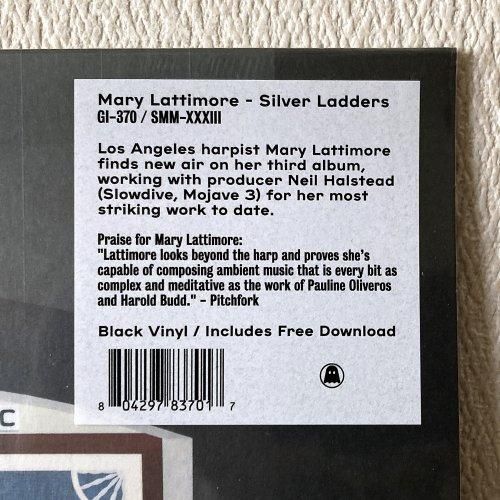 Mary Lattimore - Silver Ladders
GI-370 / SMM-XXXIII
Los Angeles harpist Mary Lattimore
finds new air on her third album,
working with producer Neil Halstead
(Slowdive, Mojave 3) for her most
striking work to date.
Praise for Mary Lattimore:
"Lattimore looks beyond the harp and proves she's
capable of composing ambient music that is every bit as
complex and meditative as the work of Pauline Oliveros
and Harold Budd." – Pitchfork
Black Vinyl / Includes Free Download
8 04297 83701 7
C